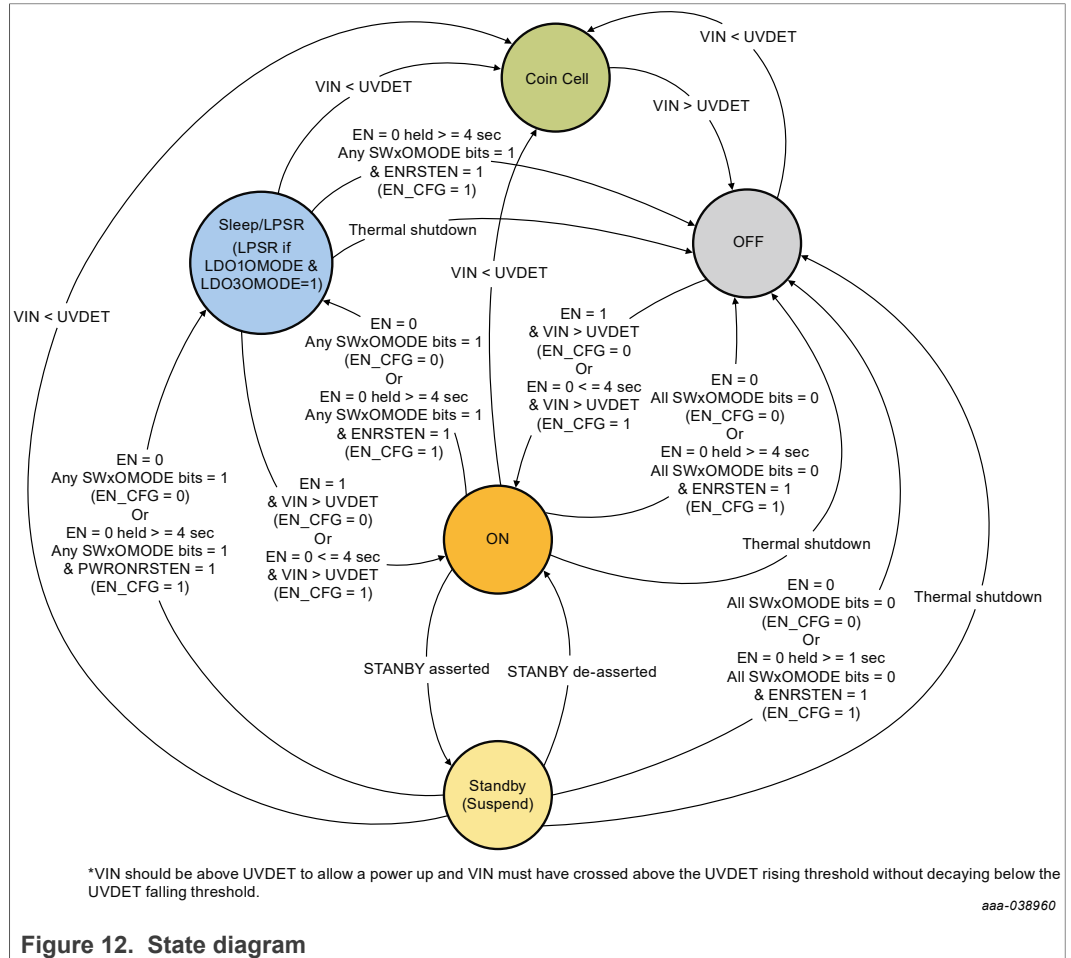 VIN < UVDET
Coin Cell
VIN < UVDET
VIN > UVDET
EN = 0 held >= 4 sec
Any SWxOMODE bits = 1
& ENRSTEN = 1
(EN_CFG = 1)
Sleep/LPSR
(LPSR if
LDO1OMODE &
LDO3OMODE=1)
Thermal shutdown
OFF
VIN < UVDET
VIN < UVDET
EN = 0
Any SWxOMODE bits = 1
(EN_CFG = 0)
Or
EN = 0 held >= 4 sec
Any SWxOMODE bits = 1
& ENRSTEN = 1
(EN_CFG = 1)
EN = 1
& VIN > UVDET
(EN_CFG = 0
Or
EN = 0 <= 4 sec
& VIN > UVDET
(EN_CFG = 1
EN = 0
All SWxOMODE bits = 0
(EN_CFG = 0)
Or
EN = 0 held >= 4 sec
All SWxOMODE bits = 0
& ENRSTEN = 1
(EN_CFG = 1)
EN = 0
Any SWxOMODE bits = 1
(EN_CFG = 0)
Or
EN = 0 held >= 4 sec
Any SWxOMODE bits = 1
& PWRONRSTEN = 1
(EN_CFG = 1)
EN = 1
& VIN > UVDET
(EN_CFG = 0)
Or
EN = 0 <= 4 sec
& VIN > UVDET
(EN_CFG = 1)
ON
Thermal shutdown
EN = 0
All SWxOMODE bits = 0
(EN_CFG = 0)
Or
EN = 0 held >= 1 sec
All SWxOMODE bits = 0
& ENRSTEN = 1
(EN_CFG = 1)
Thermal shutdown
STANBY asserted
STANBY de-asserted
Standby
(Suspend)
*VIN should be above UVDET to allow a power up and VIN must have crossed above the UVDET rising threshold without decaying below the
UVDET falling threshold.
aaa-038960
Figure 12. State diagram